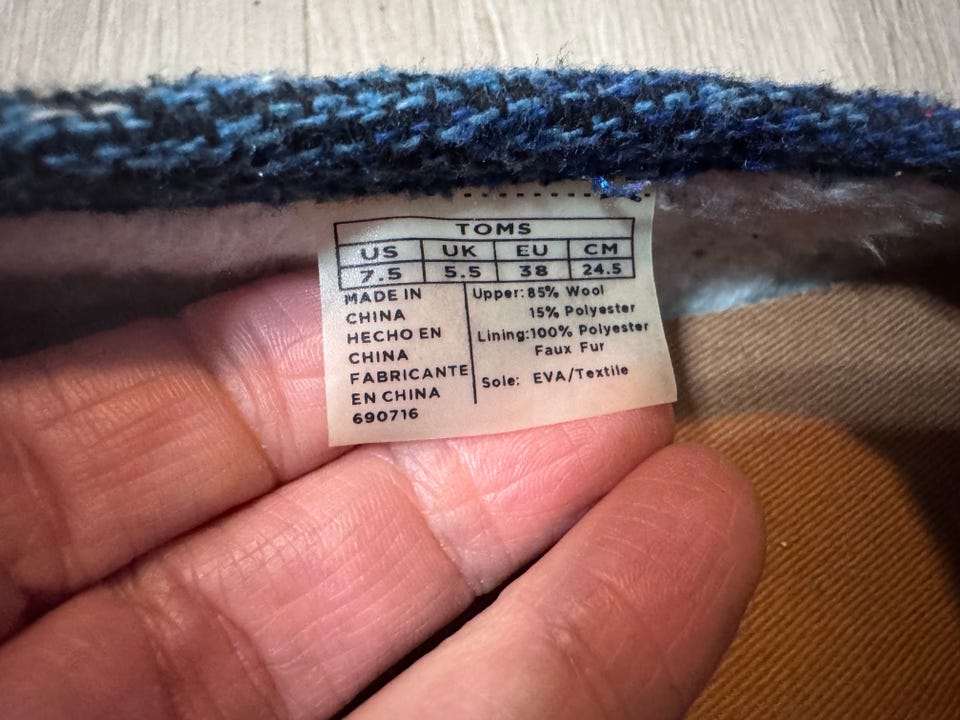 TOMS
US UK EU CM
7.5 5.5 38 24.5
MADE IN
CHINA
HECHO EN
CHINA
FABRICANTE
EN CHINA
690716
Upper: 85% Wool
15% Polyester
Lining: 100% Polyester
Faux Fur
Sole: EVA/Textile